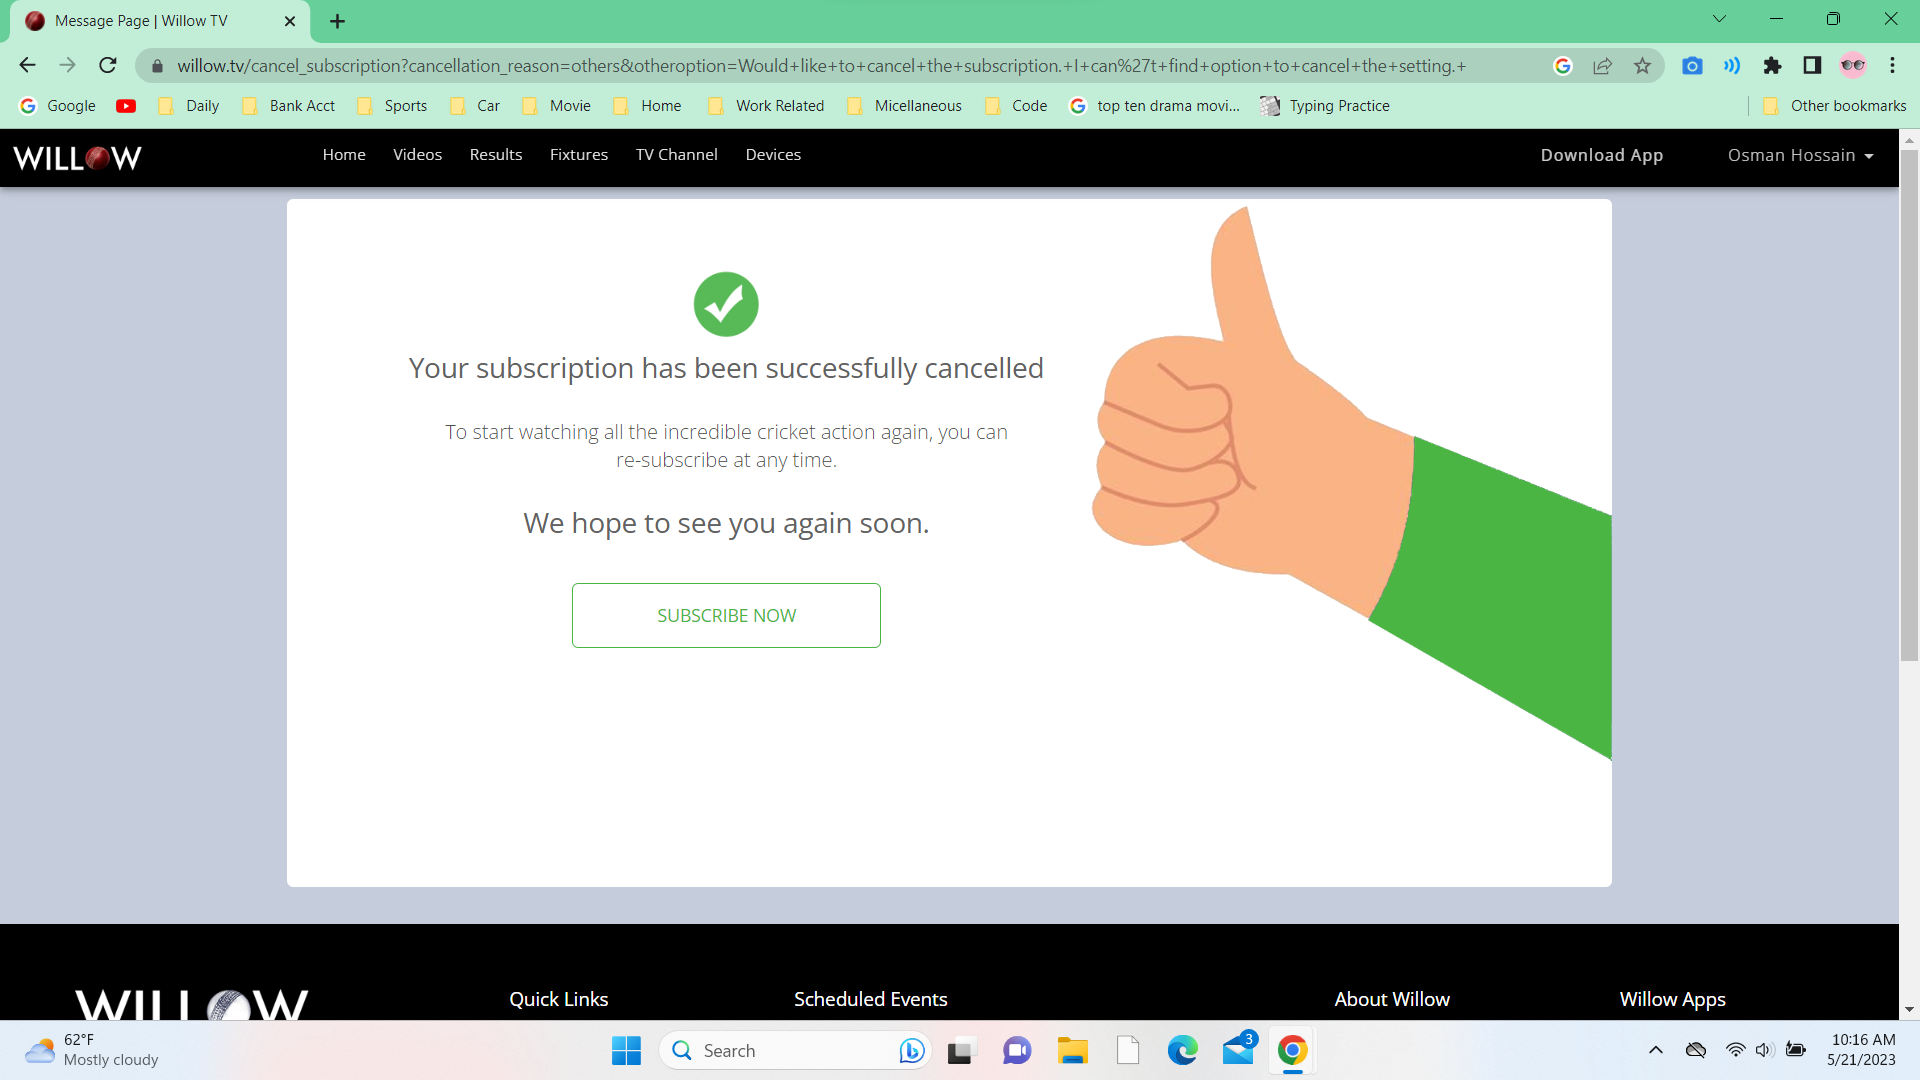 Message Page | Willow TV
willow.tv/cancel_subscription?cancellation_reason=others&otheroption=Would+like+to+cancel+the+subscription.+I+can%27t+find+option+to+cancel+the+setting.+
Google Daily Bank Acct Sports Car Movie Home Work Related Micellaneous Code top ten drama movi... Typing Practice Other bookmarks
WILLOW Home Videos Results Fixtures TV Channel Devices Download App Osman Hossain
Your subscription has been successfully cancelled
To start watching all the incredible cricket action again, you can
re-subscribe at any time.
We hope to see you again soon.
SUBSCRIBE NOW
WILLOW Quick Links Scheduled Events About Willow Willow Apps
62°F
Mostly cloudy
Search
3
10:16 AM
5/21/2023